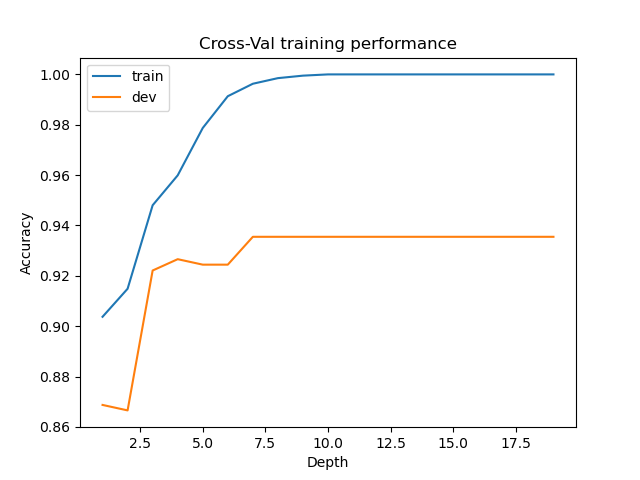 Cross-Val training performance
train
dev
Accuracy
1.00
0.98
0.96
0.94
0.92
0.90
0.88
0.86
2.5 5.0 7.5 10.0 12.5 15.0 17.5
Depth